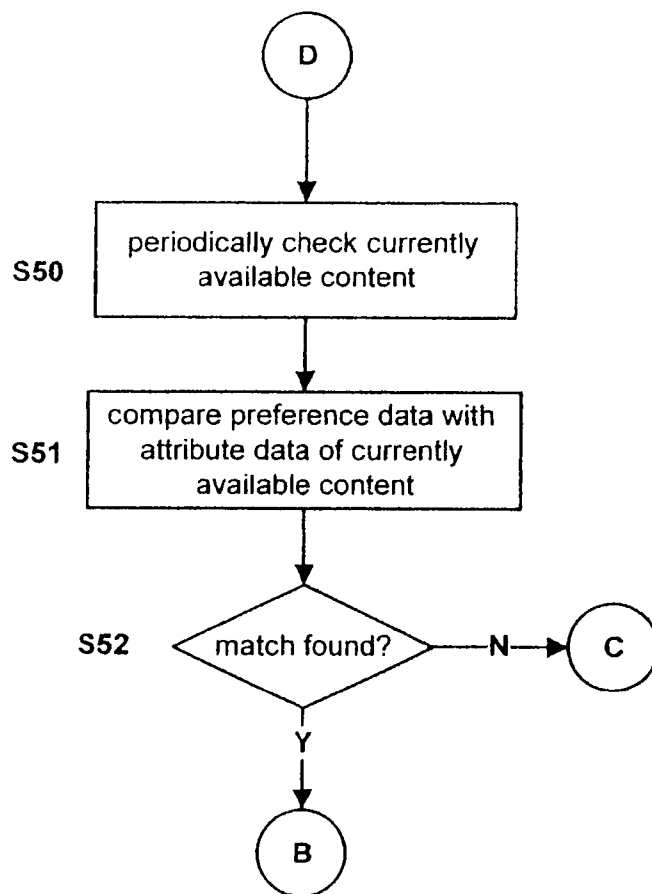 D
S50
periodically check currently
available content
S51
compare preference data with
attribute data of currently
available content
S52
match found?
N
C
Y
B